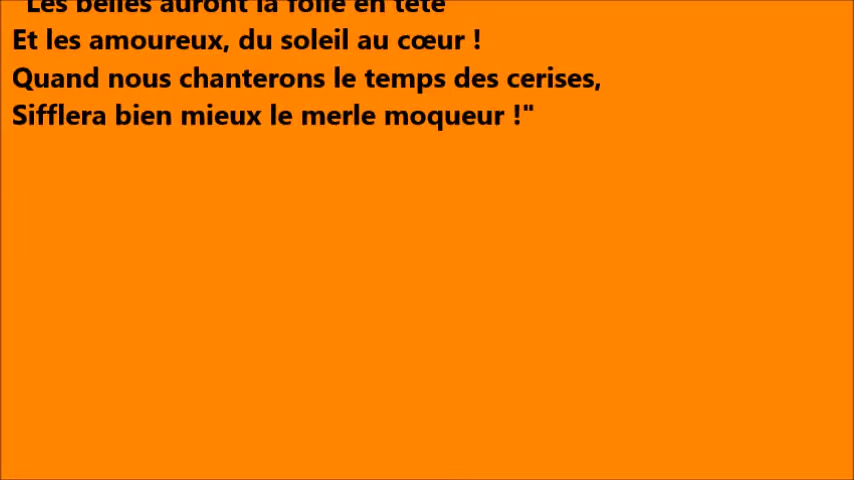 "Les belles auront la folie en tête
Et les amoureux, du soleil au cœur !
Quand nous chanterons le temps des cerises,
Sifflera bien mieux le merle moqueur !"